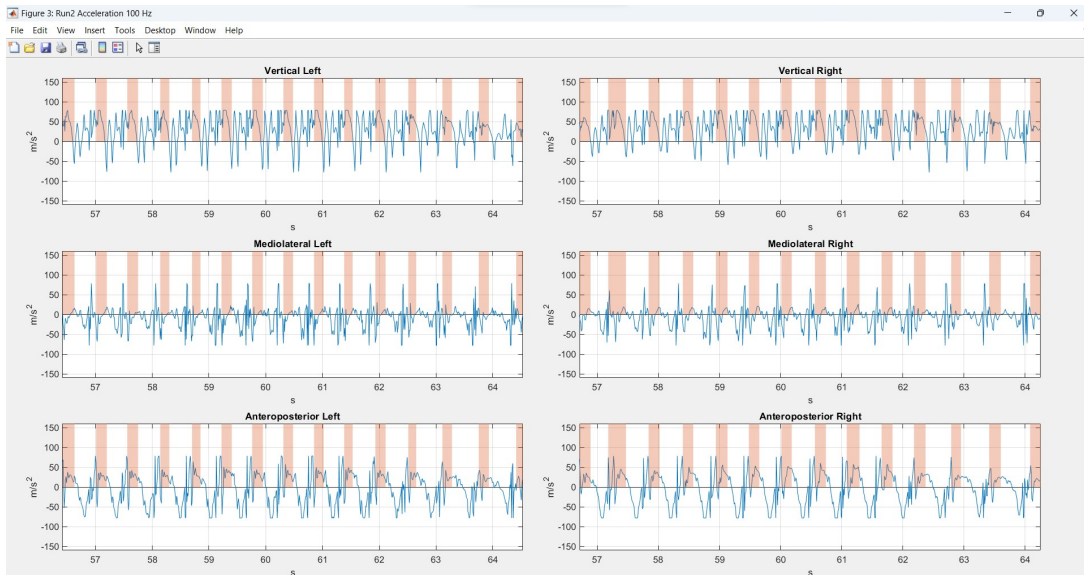 Figure 3: Run2 Acceleration 100 Hz
File Edit View Insert Tools Desktop Window Help
Vertical Left
150
100
50
0
-50
-100
-150
m/s²
57 58 59 60 61 62 63 64
s
Vertical Right
150
100
50
0
-50
-100
-150
m/s²
57 58 59 60 61 62 63 64
s
Mediolateral Left
150
100
50
0
-50
-100
-150
m/s²
57 58 59 60 61 62 63 64
s
Mediolateral Right
150
100
50
0
-50
-100
-150
m/s²
57 58 59 60 61 62 63 64
s
Anteroposterior Left
150
100
50
0
-50
-100
-150
m/s²
57 58 59 60 61 62 63 64
s
Anteroposterior Right
150
100
50
0
-50
-100
-150
m/s²
57 58 59 60 61 62 63 64
s